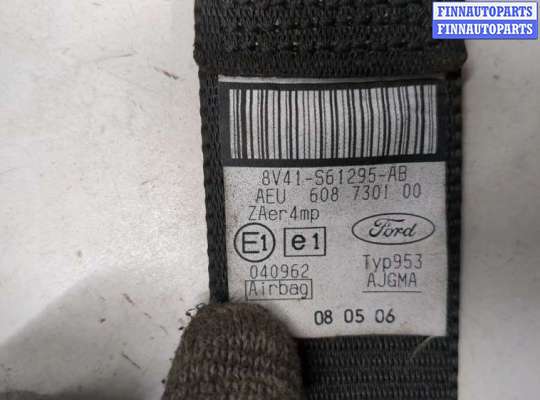 FINNAUTOPARTS
FINNAUTOPARTS
8V41-S61295-AB
AEU 608 7301 00
ZAer4mp
E1 e1 Ford
040962 Typ953
Airbag AJGMA
08 05 06